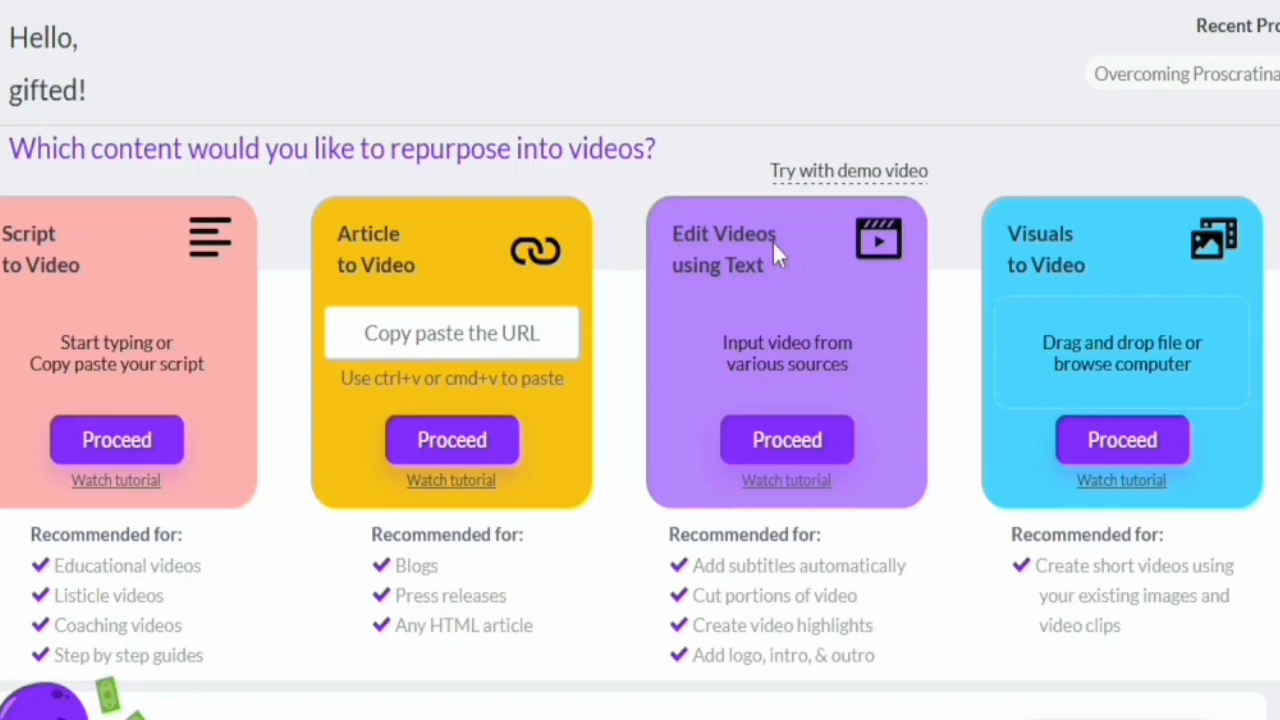 Hello,
gifted!
Recent
Overcoming
Which content would you like to repurpose into videos?
Try with demo video
Script
to Video
Start typing or
Copy paste your script
Proceed
Watch tutorial
Recommended for:
Educational videos
Listicle videos
Coaching videos
Step by step guides
Article
to Video
Copy paste the URL
Use ctrl+v or cmd+v to paste
Proceed
Watch tutorial
Recommended for:
Blogs
Press releases
Any HTML article
Edit Videos
using Text
Input video from
various sources
Proceed
Watch tutorial
Recommended for:
Add subtitles automatically
Cut portions of video
Create video highlights
Add logo, intro, & outro
Visuals
to Video
Drag and drop file or
browse computer
Proceed
Watch tutorial
Recommended for:
Create short videos using
your existing images and
video clips